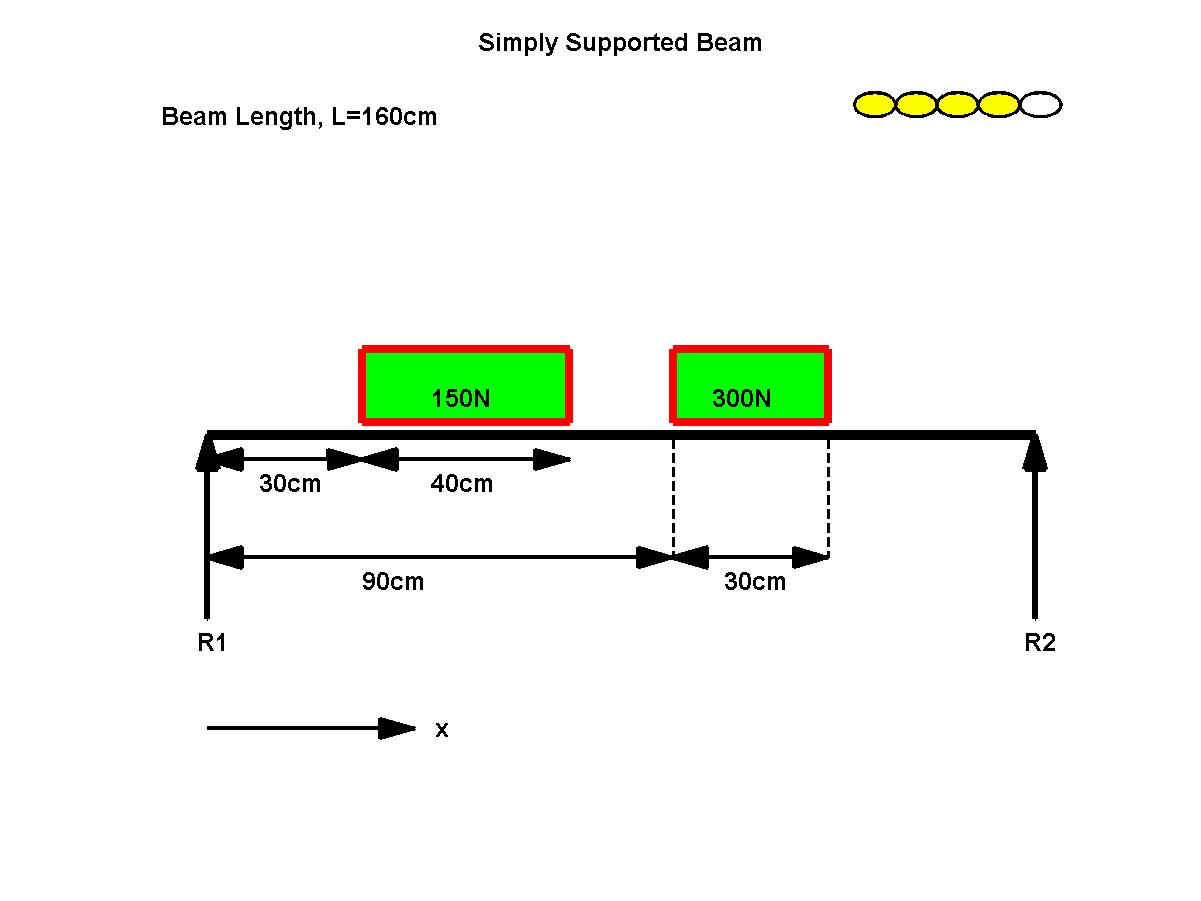 Simply Supported Beam
Beam Length, L=160cm
150N
300N
30cm
40cm
90cm
30cm
R1
R2
x